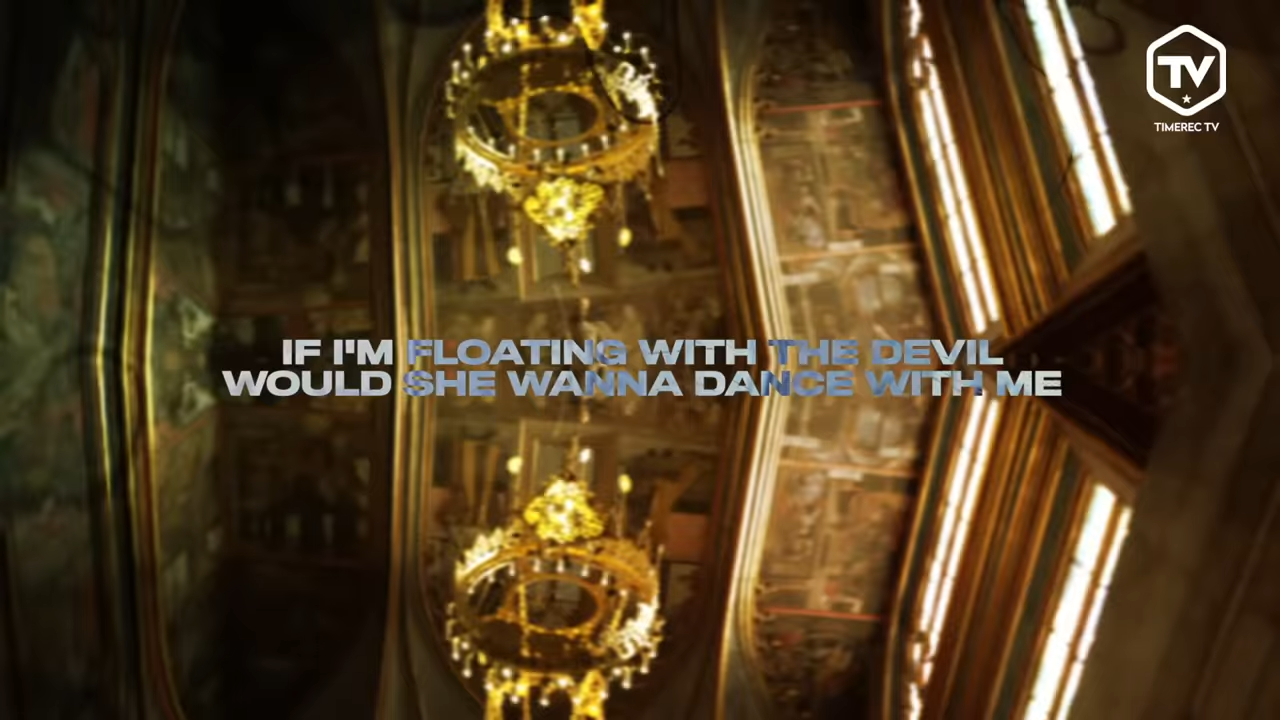 TV
TIMEREC TV
IF I'M FLOATING WITH THE DEVIL
WOULD SHE WANNA DANCE WITH ME